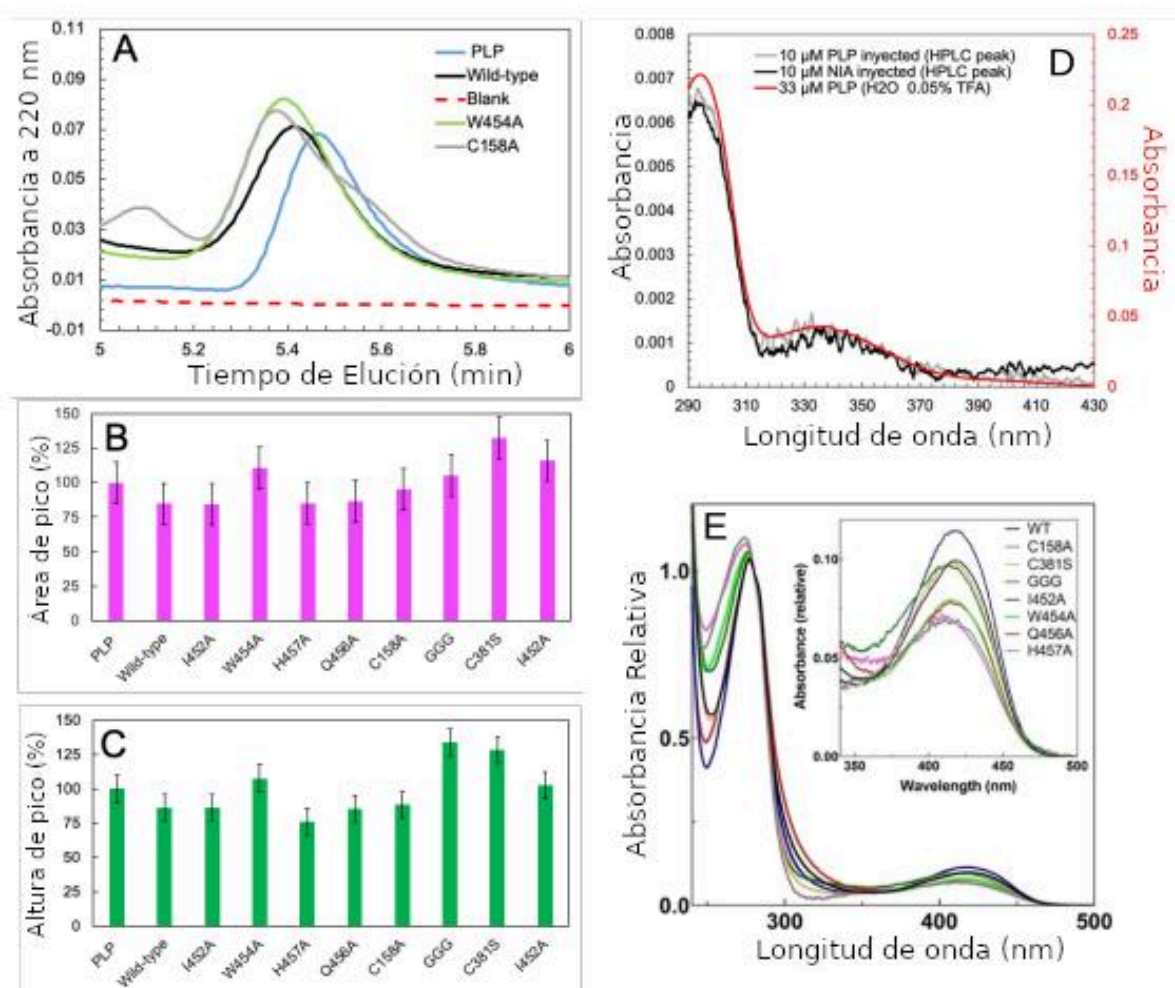 A
Absorbancia a 220 nm
0.11
0.09
0.07
0.05
0.03
0.01
-0.01
PLP
Wild-type
Blank
W454A
C158A
5
5.2
5.4
5.6
5.8
6
Tiempo de Elución (min)
D
Absorbancia
0.008
0.007
0.006
0.005
0.004
0.003
0.002
0.001
0
10 µM PLP injected (HPLC peak)
10 µM NIA injected (HPLC peak)
33 µM PLP (H2O 0.05% TFA)
0.25
0.2
0.15
0.1
0.05
0
Absorbancia
290
310
330
350
370
390
410
430
Longitud de onda (nm)
B
Área de pico (%)
150
125
100
75
50
25
0
PLP
Wild-type
I452A
W454A
H457A
Q456A
C158A
GGG
C381S
I452A
C
Altura de pico (%)
150
125
100
75
50
25
0
PLP
Wild-type
I452A
W454A
H457A
Q456A
C158A
GGG
C381S
I452A
E
Absorbancia Relativa
1.0
0.5
0.0
300
400
500
Longitud de onda (nm)
Absorbance (relative)
0.10
0.05
0.00
WT
C158A
C381S
GGG
I452A
W454A
Q456A
H457A
350
400
450
500
Wavelength (nm)